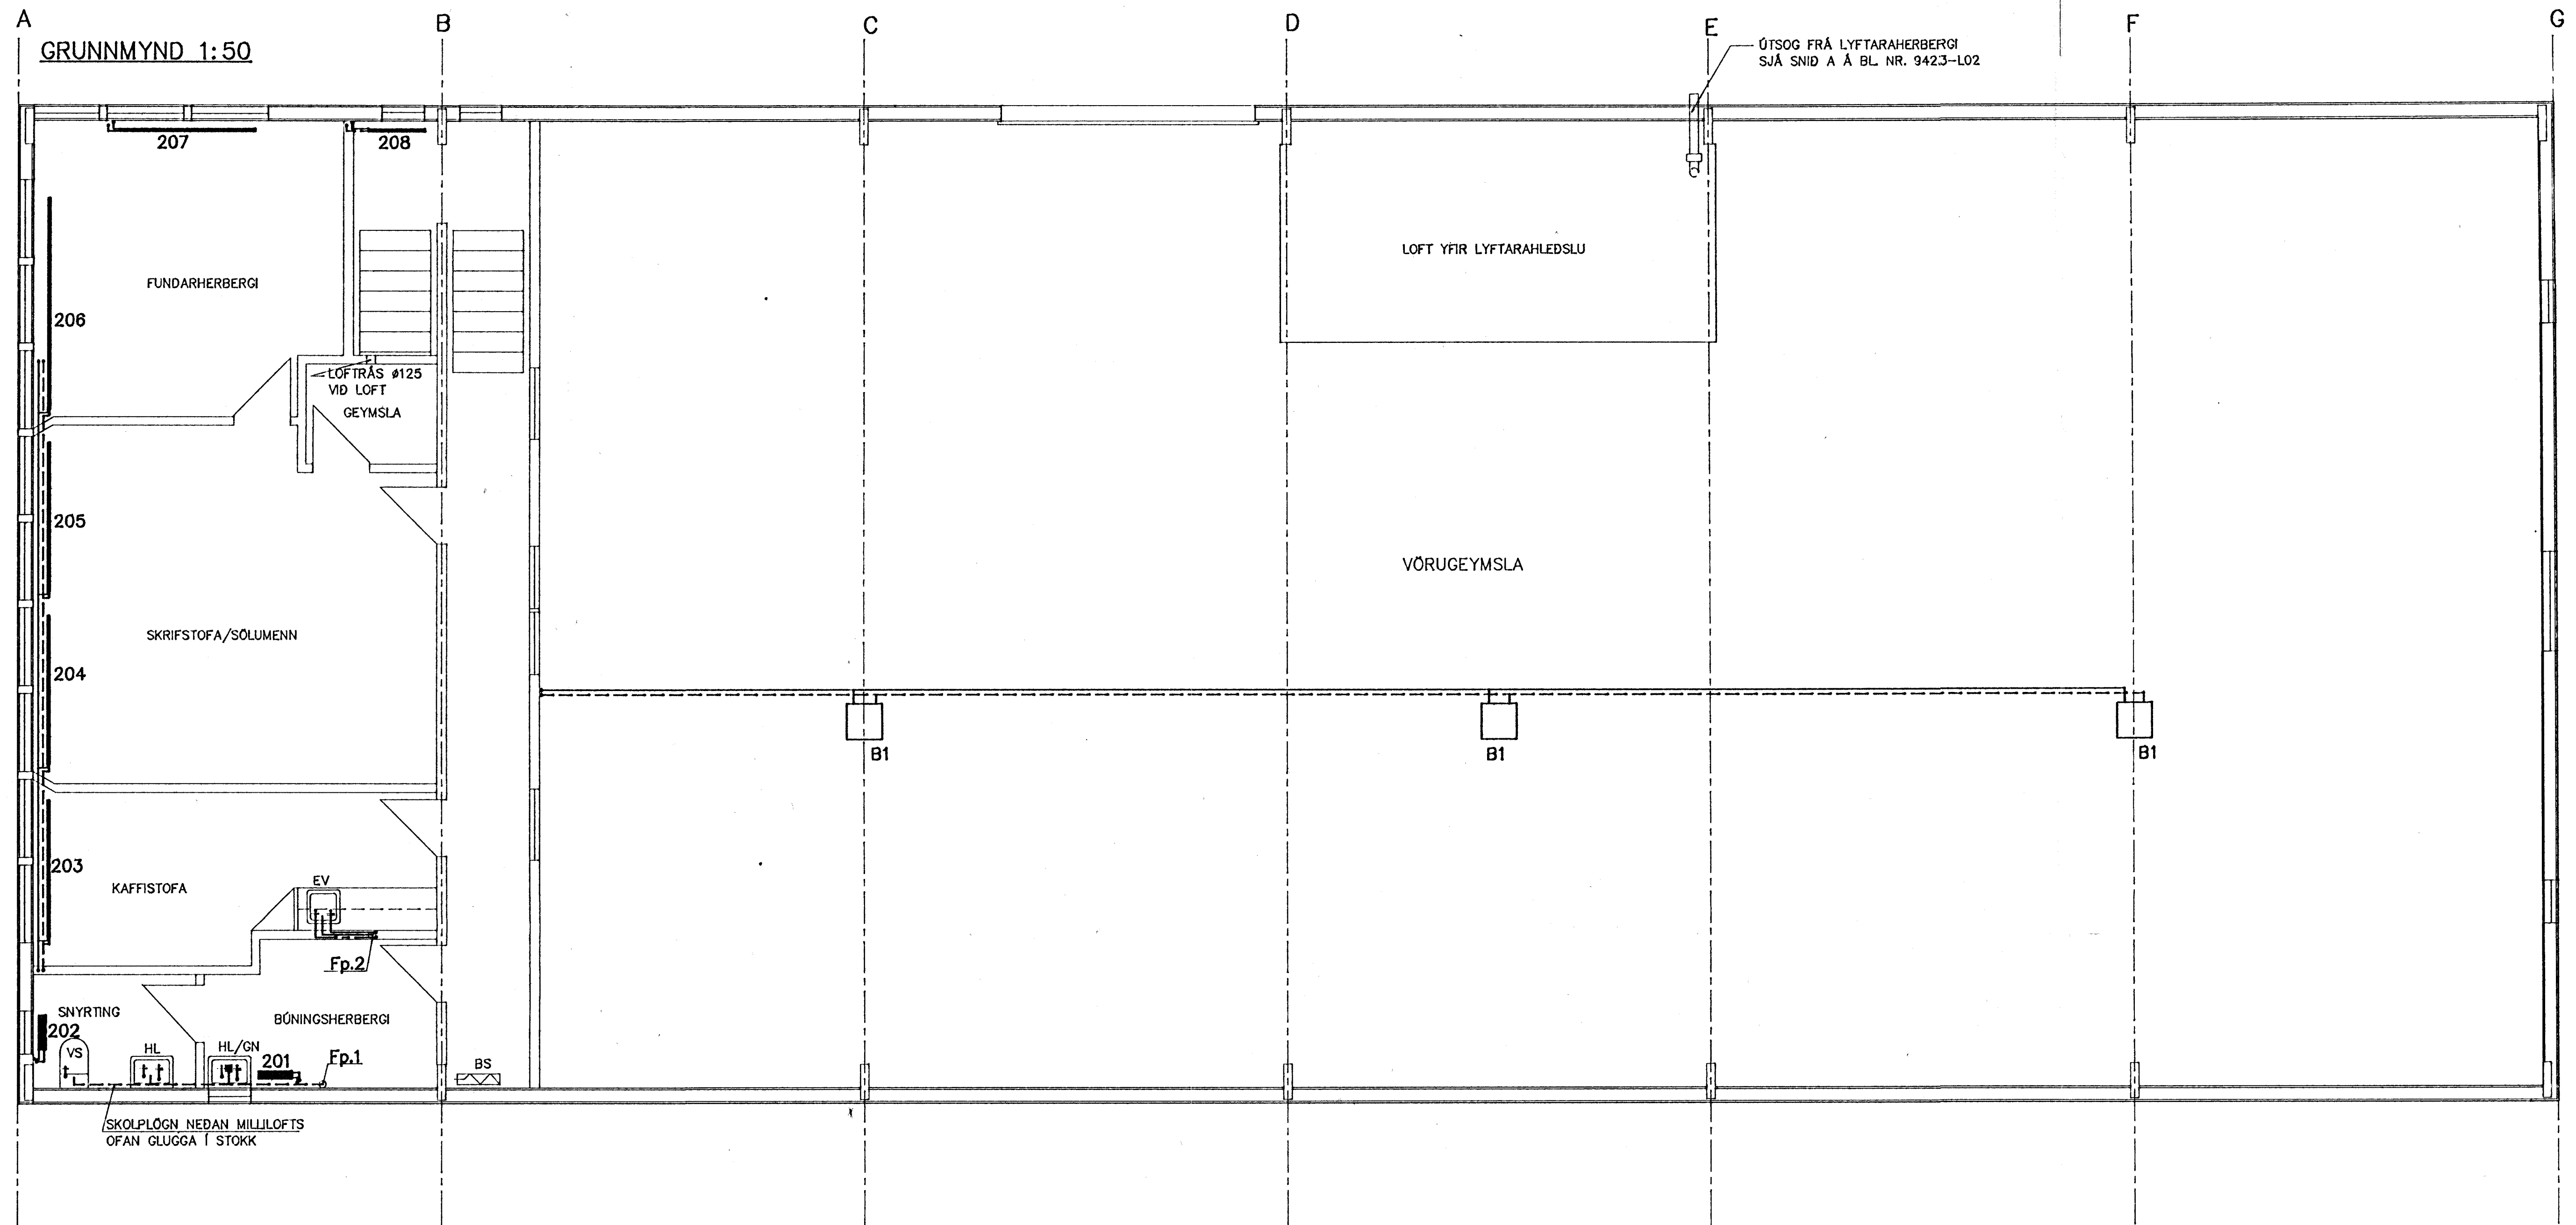 A
B
C
D
E
F
G
GRUNNMYND 1:50
ÚTSOG FRÁ LYFTARAHERBERGI
SJÁ SNIÐ A Á BL. NR. 9423-L02
207
208
LOFT YFIR LYFTARAHLEÐSLU
FUNDARHERBERGI
206
LOFTRÁS ø125
VIÐ LOFT
GEYMSLA
205
VÖRUGEYMSLA
SKRIFSTOFA/SÖLUMENN
204
B1
B1
B1
203
KAFFISTOFA
EV
Fp.2
SNYRTING
BÚNINGSHERBERGI
202
VS
HL
HL/GN
201
Fp.1
BS
SKOLPLÖGN NEÐAN MILLILOFTS
OFAN GLUGGA Í STOKK